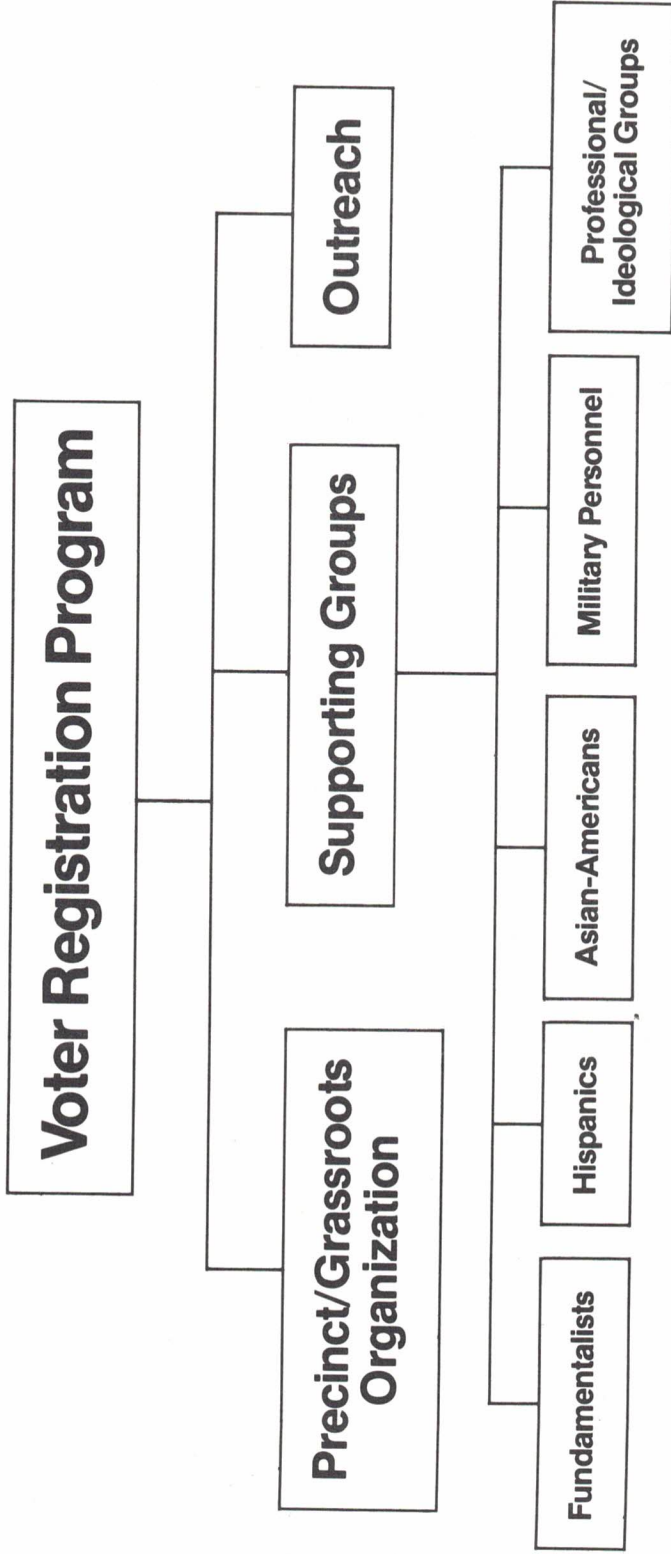 Voter Registration Program
Precinct/Grassroots
Organization
Supporting Groups
Outreach
Fundamentalists
Hispanics
Asian-Americans
Military Personnel
Professional/
Ideological Groups